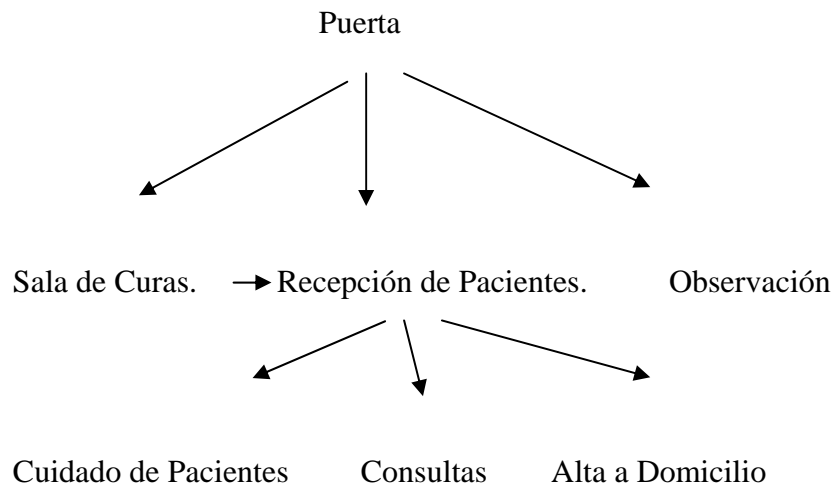 Puerta
Sala de Curas. Recepción de Pacientes. Observación
Cuidado de Pacientes Consultas Alta a Domicilio